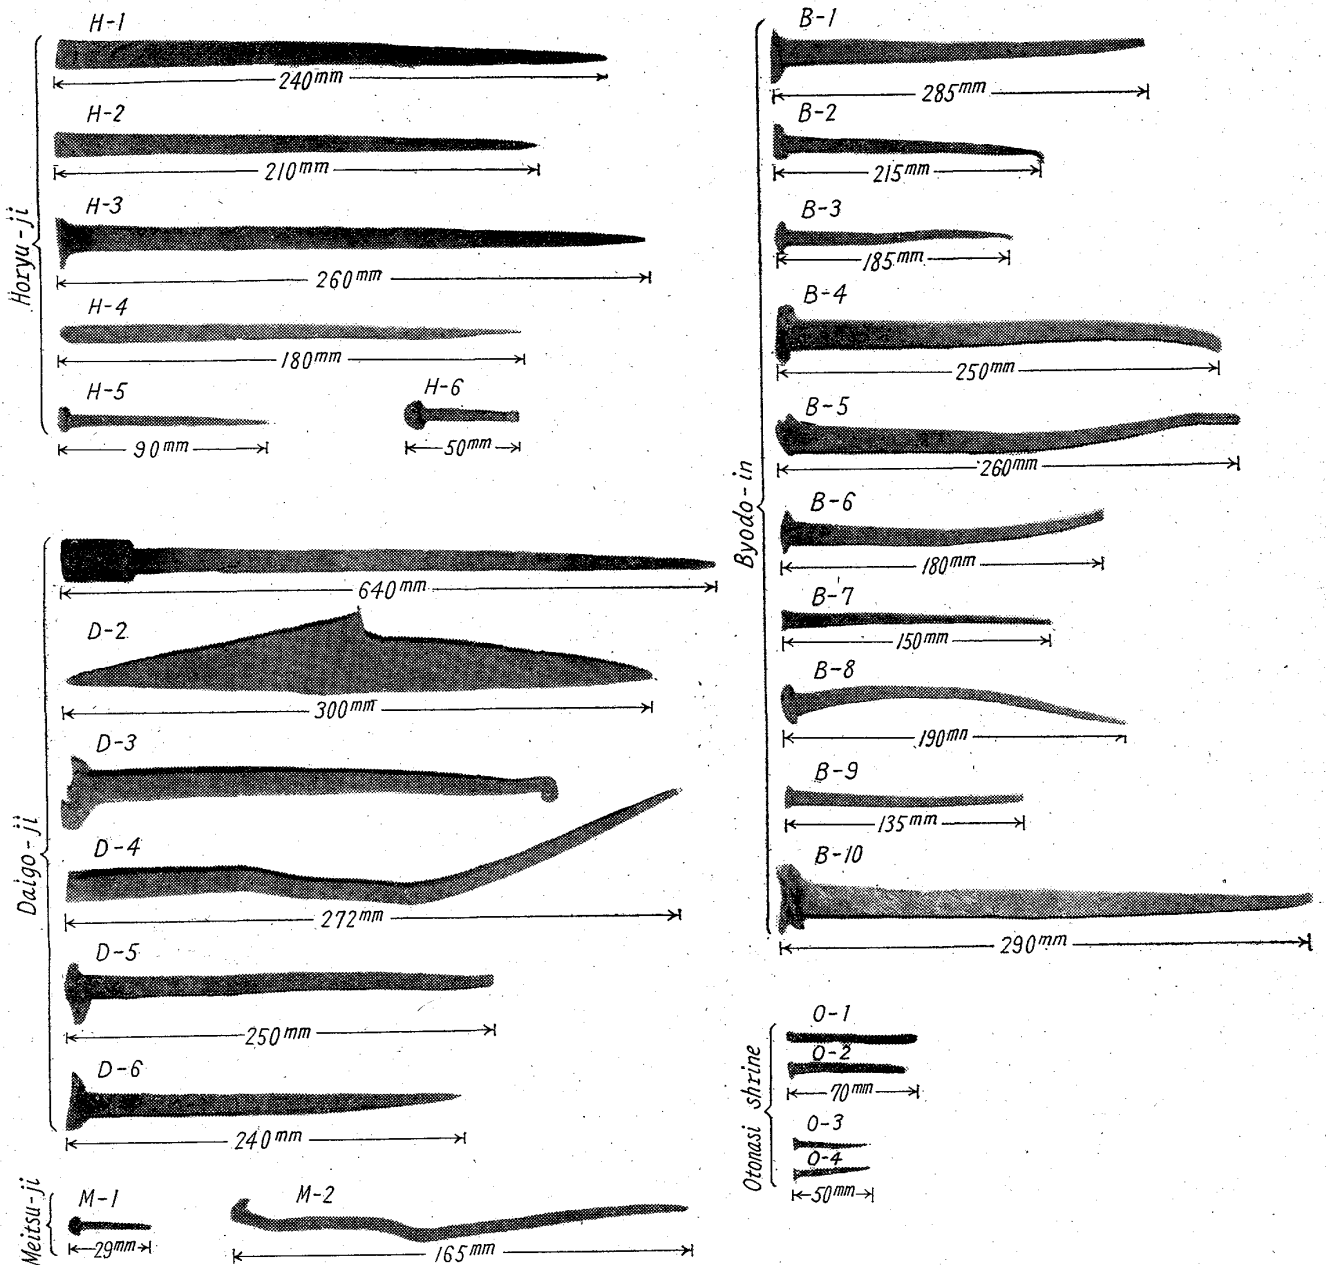 Horyu-ji
H-1
240mm
H-2
210mm
H-3
260mm
H-4
180mm
H-5
90mm
H-6
50mm
Daigo-ji
640mm
D-2
300mm
D-3
D-4
272mm
D-5
250mm
D-6
240mm
Meitsu-ji
M-1
29mm
M-2
165mm
Byodo-in
B-1
285mm
B-2
215mm
B-3
185mm
B-4
250mm
B-5
260mm
B-6
180mm
B-7
150mm
B-8
190mn
B-9
135mm
B-10
290mm
Otonasi shrine
O-1
O-2
70mm
O-3
O-4
50mm